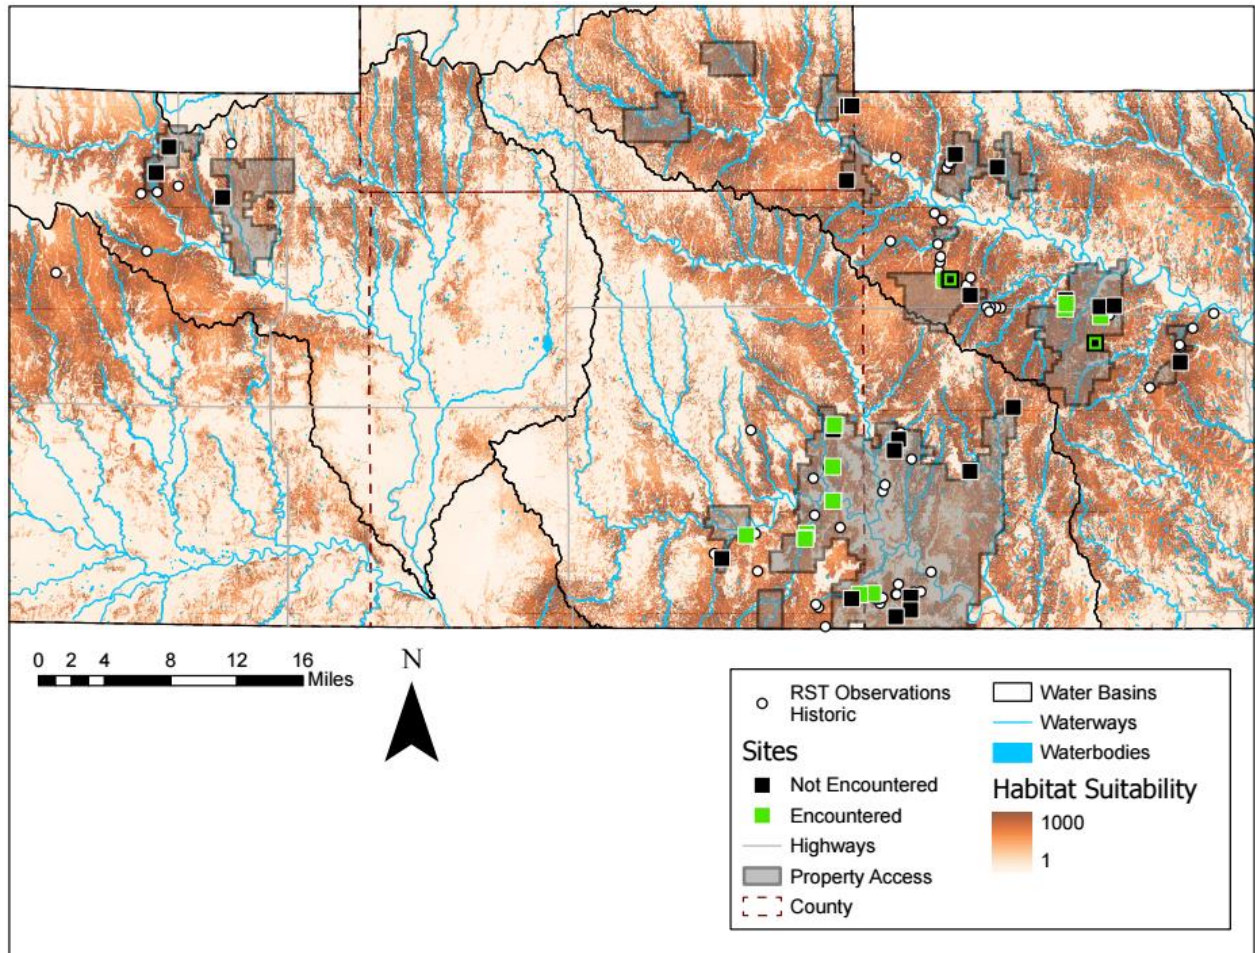 0 2 4 8 12 16
Miles
N
RST Observations
Historic
Sites
Not Encountered
Encountered
Highways
Property Access
County
Water Basins
Waterways
Waterbodies
Habitat Suitability
1000
1